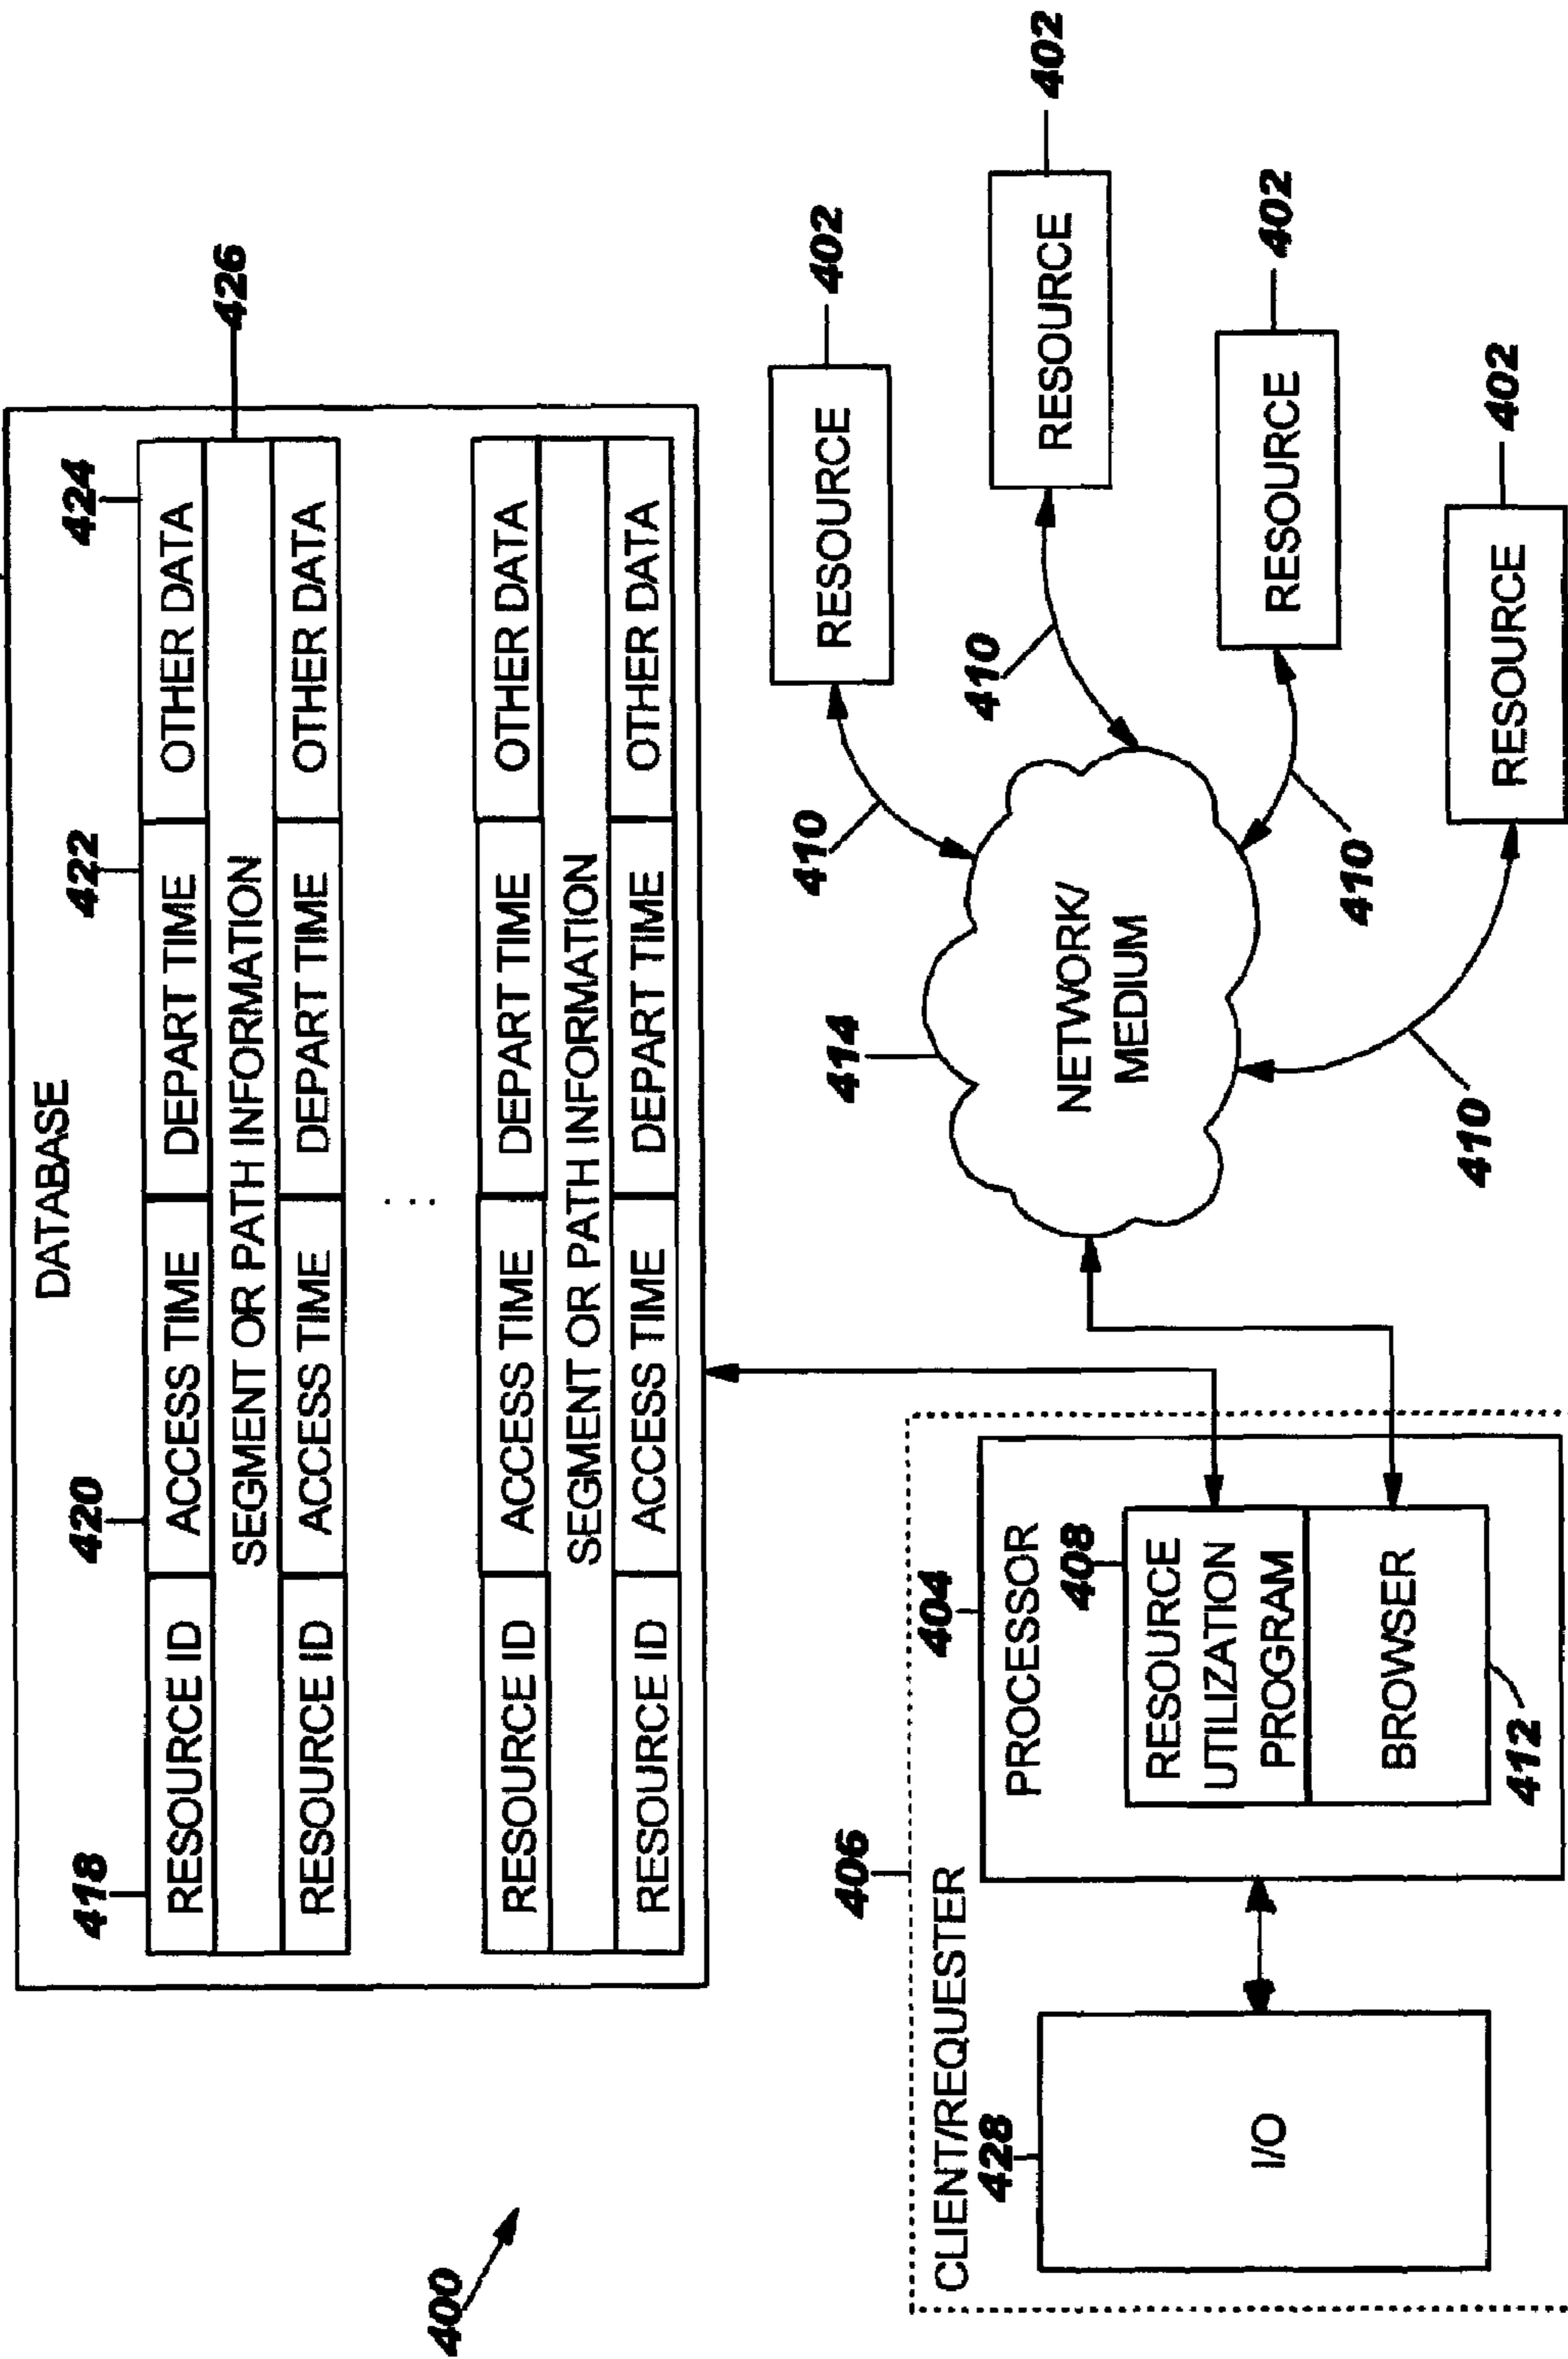 DATABASE
418
420
422
424
RESOURCE ID
ACCESS TIME
DEPART TIME
OTHER DATA
SEGMENT OR PATH INFORMATION
426
RESOURCE ID
ACCESS TIME
DEPART TIME
OTHER DATA
. . .
RESOURCE ID
ACCESS TIME
DEPART TIME
OTHER DATA
SEGMENT OR PATH INFORMATION
RESOURCE ID
ACCESS TIME
DEPART TIME
OTHER DATA
400
406
CLIENT/REQUESTER
428
I/O
404
PROCESSOR
408
RESOURCE
UTILIZATION
PROGRAM
BROWSER
412
414
NETWORK/
MEDIUM
410
RESOURCE
402
410
RESOURCE
402
410
RESOURCE
402
410
RESOURCE
402